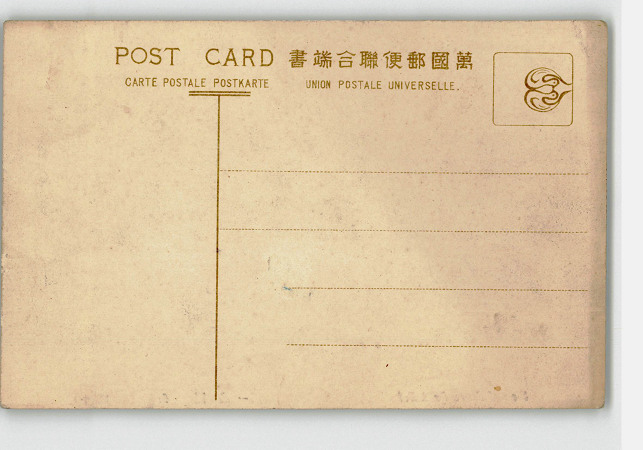 POST CARD 書端合聯便郵國萬
CARTE POSTALE POSTKARTE UNION POSTALE UNIVERSELLE.